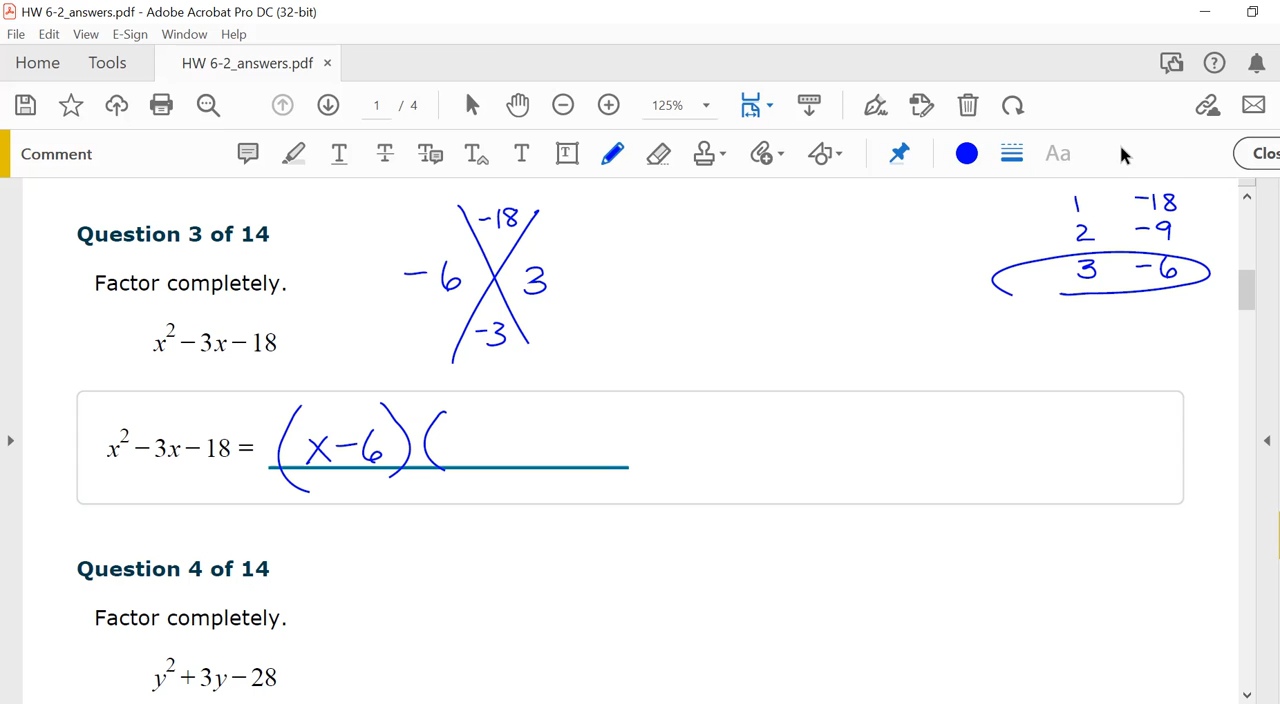 HW 6-2_answers.pdf - Adobe Acrobat Pro DC (32-bit)
File Edit View E-Sign Window Help
Home Tools HW 6-2_answers.pdf ×
1 / 4 125%
Comment Aa Clos
Question 3 of 14
Factor completely.
x² − 3x − 18
-18
-6 3
-3
1 -18
2 -9
3 -6
x² − 3x − 18 = (x-6)(
Question 4 of 14
Factor completely.
y² + 3y − 28